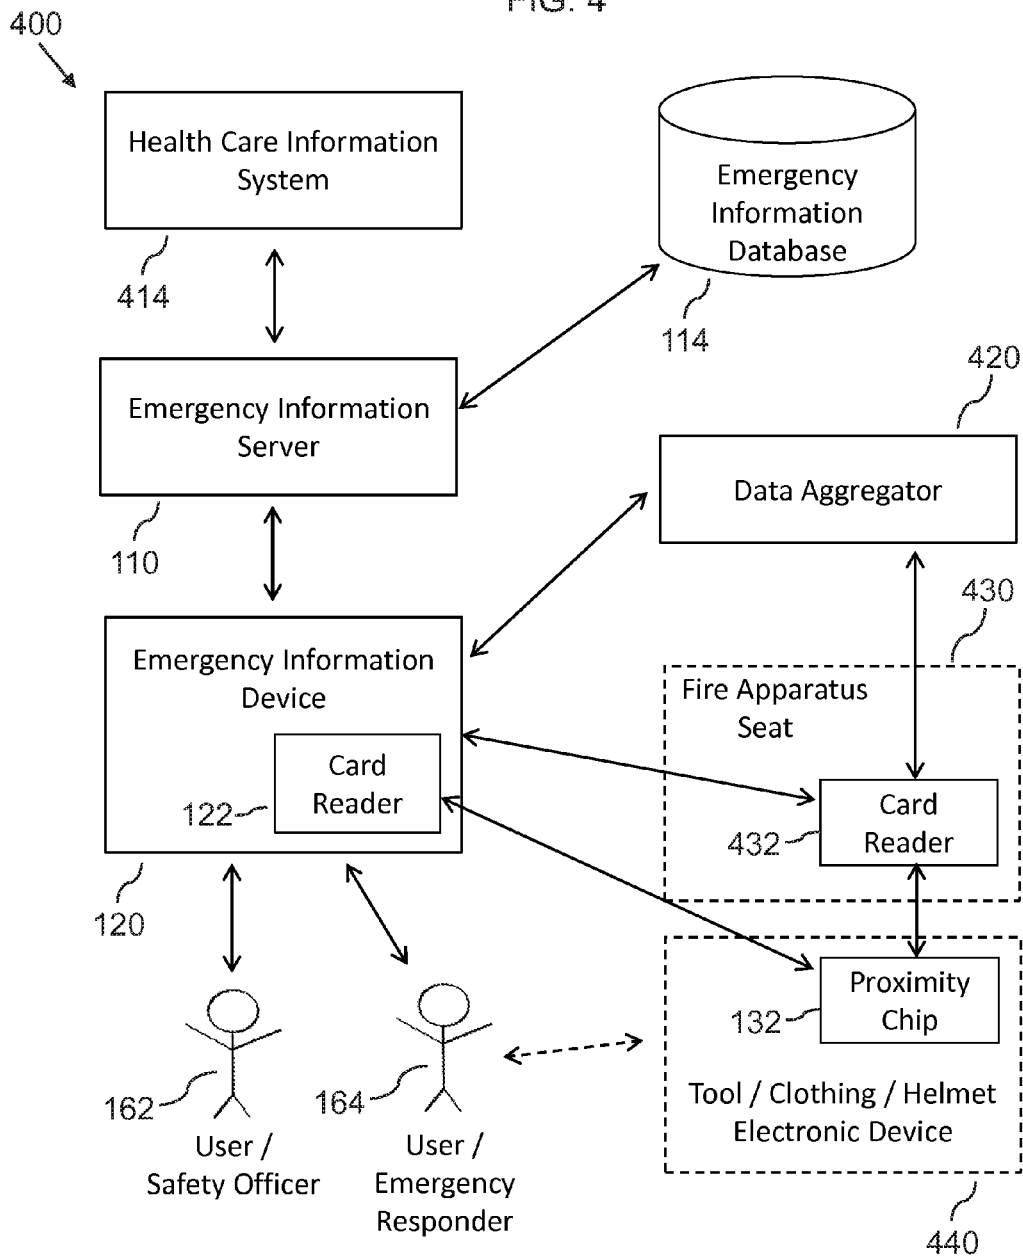 FIG. 4
400
Health Care Information
System
414
Emergency
Information
Database
114
Emergency Information
Server
110
420
Data Aggregator
430
Emergency Information
Device
Card
Reader
122
120
Fire Apparatus
Seat
Card
Reader
432
Proximity
Chip
132
Tool / Clothing / Helmet
Electronic Device
440
162
User /
Safety Officer
164
User /
Emergency
Responder